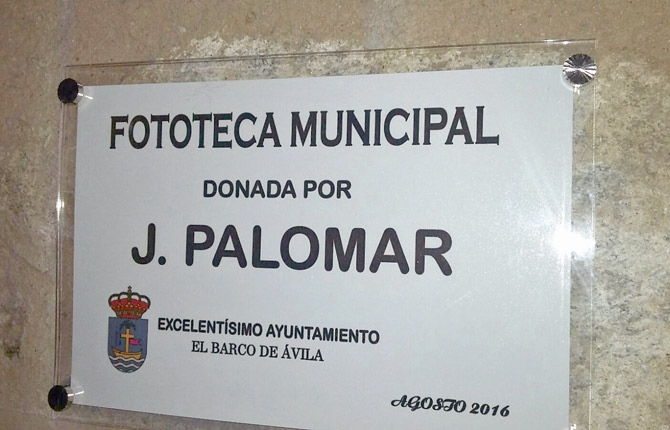 FOTOTECA MUNICIPAL
DONADA POR
J. PALOMAR
EXCELENTÍSIMO AYUNTAMIENTO
EL BARCO DE ÁVILA
AGOSTO 2016